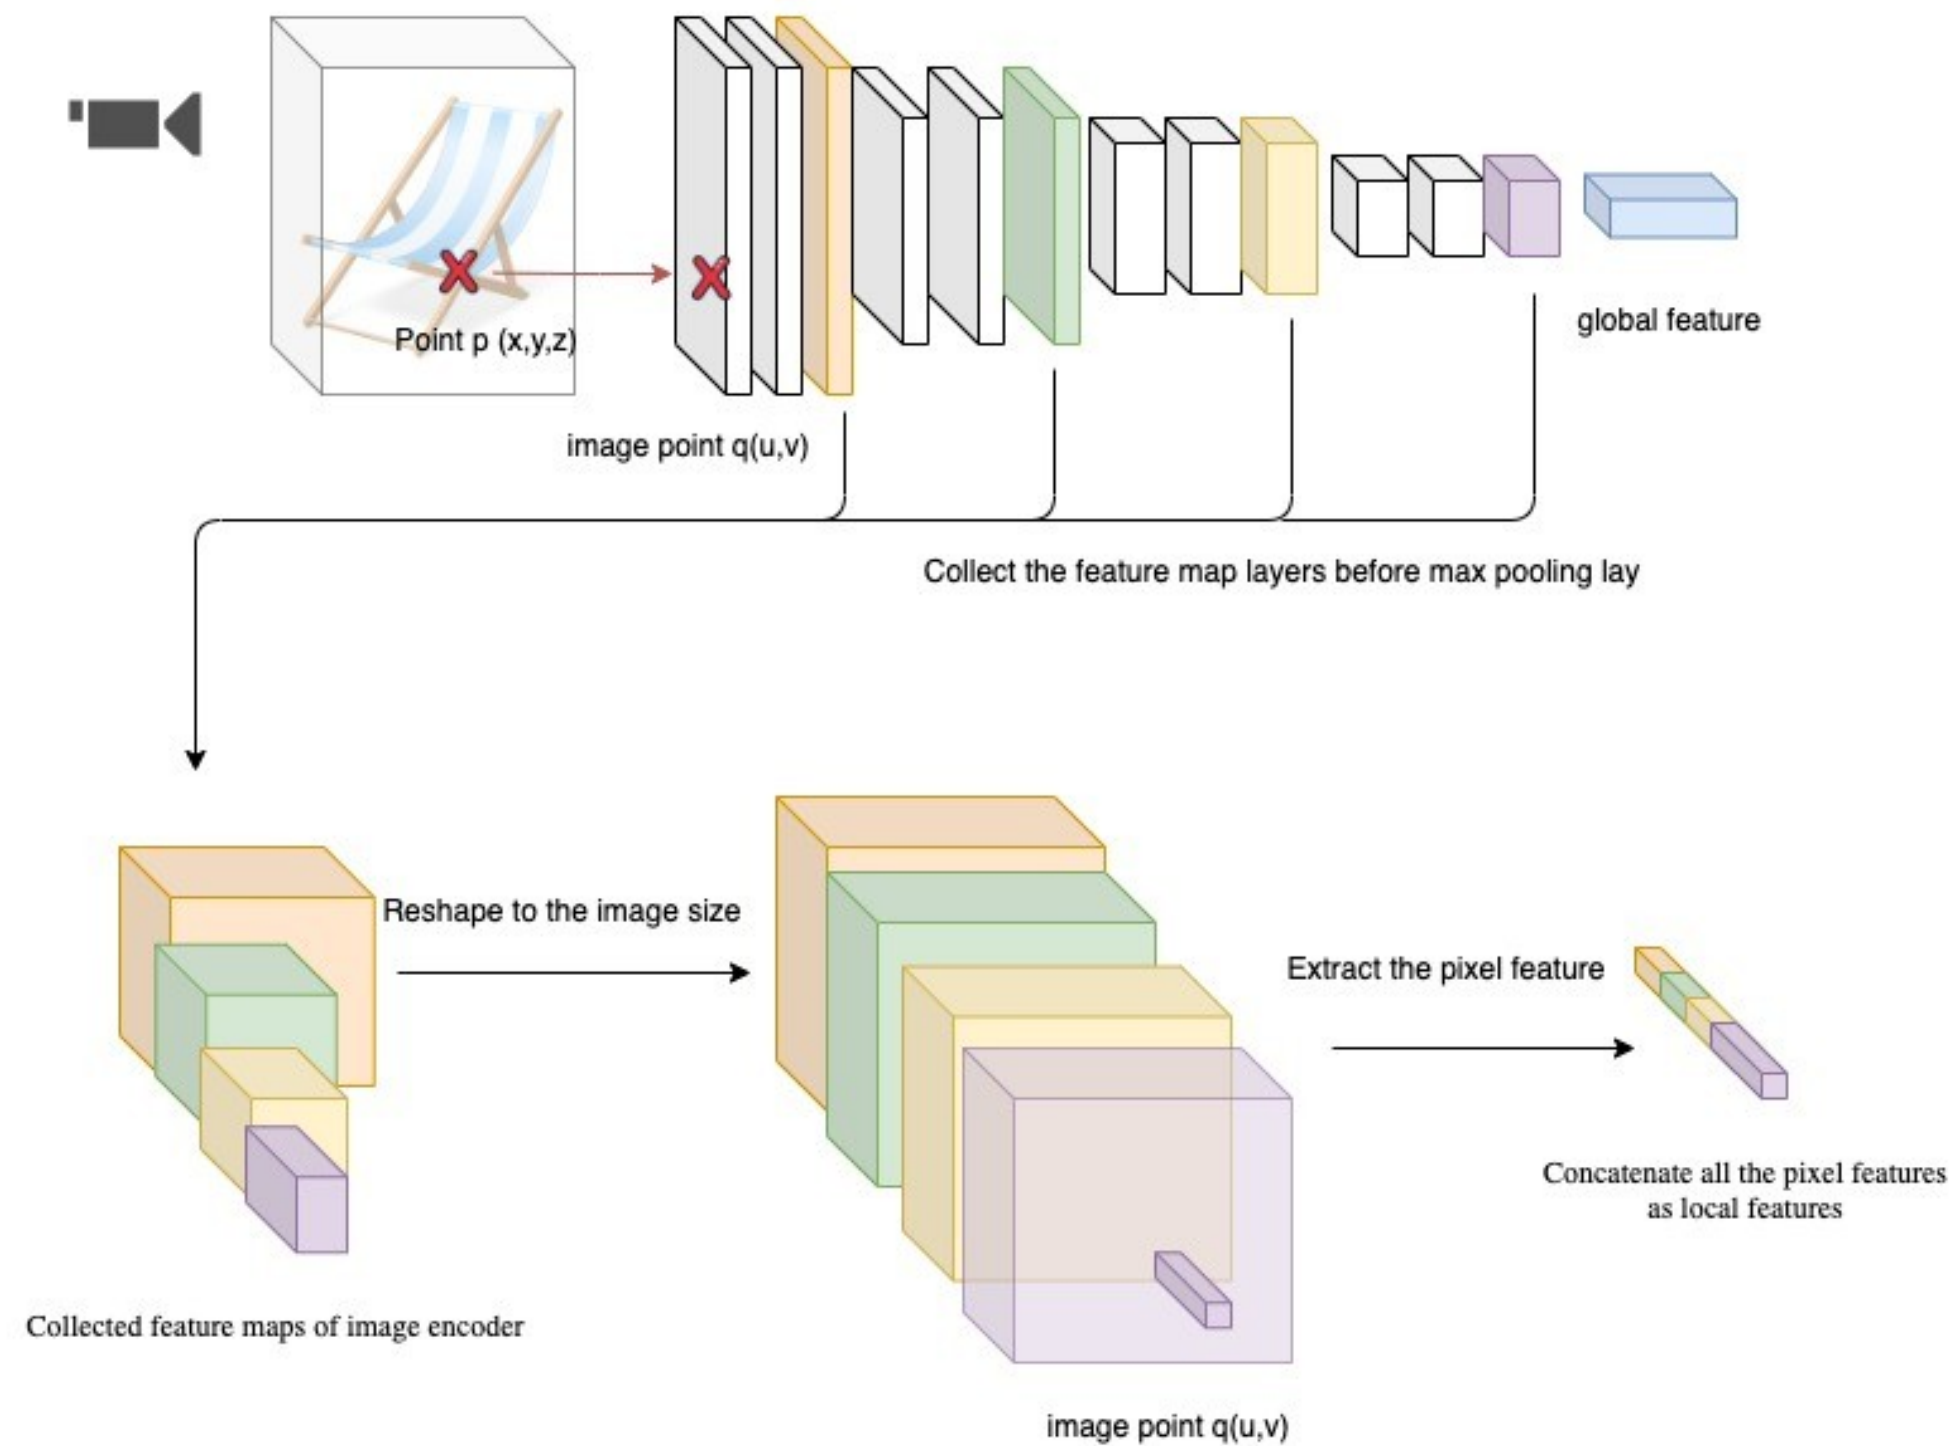 Point p (x,y,z)
global feature
image point q(u,v)
Collect the feature map layers before max pooling lay
Reshape to the image size
Extract the pixel feature
Concatenate all the pixel features
as local features
Collected feature maps of image encoder
image point q(u,v)